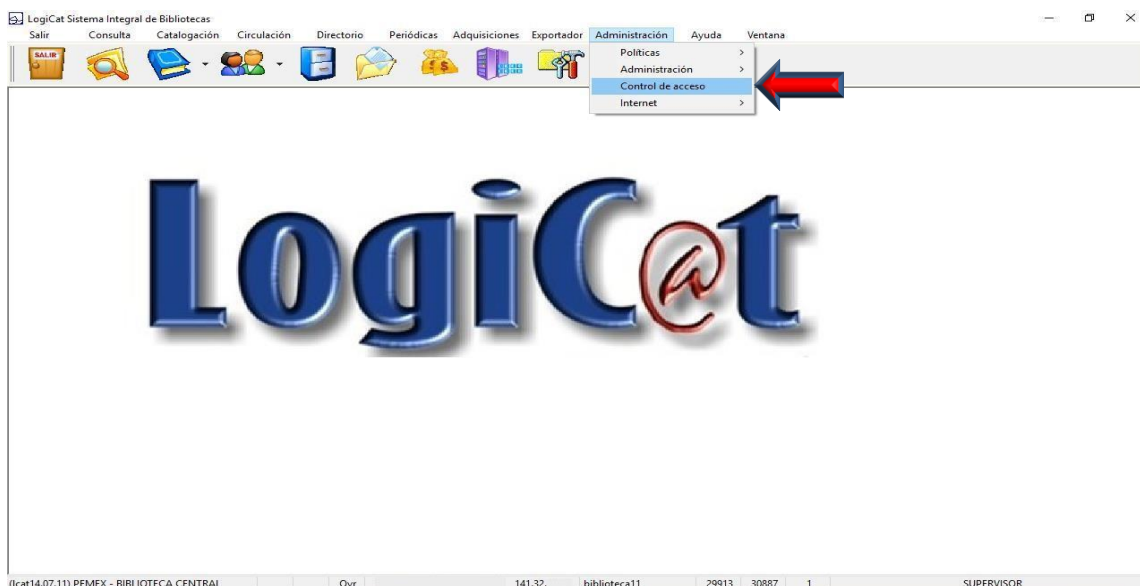 LogiCat Sistema Integral de Bibliotecas
Salir Consulta Catalogación Circulación Directorio Periódicas Adquisiciones Exportador Administración Ayuda Ventana
SALIR
Políticas >
Administración >
Control de acceso
Internet >
LogiC@t
(lcat14.07.11) PEMEX - BIBLIOTECA CENTRAL Ovr 141.32. biblioteca11 29913 30887 1 SUPERVISOR